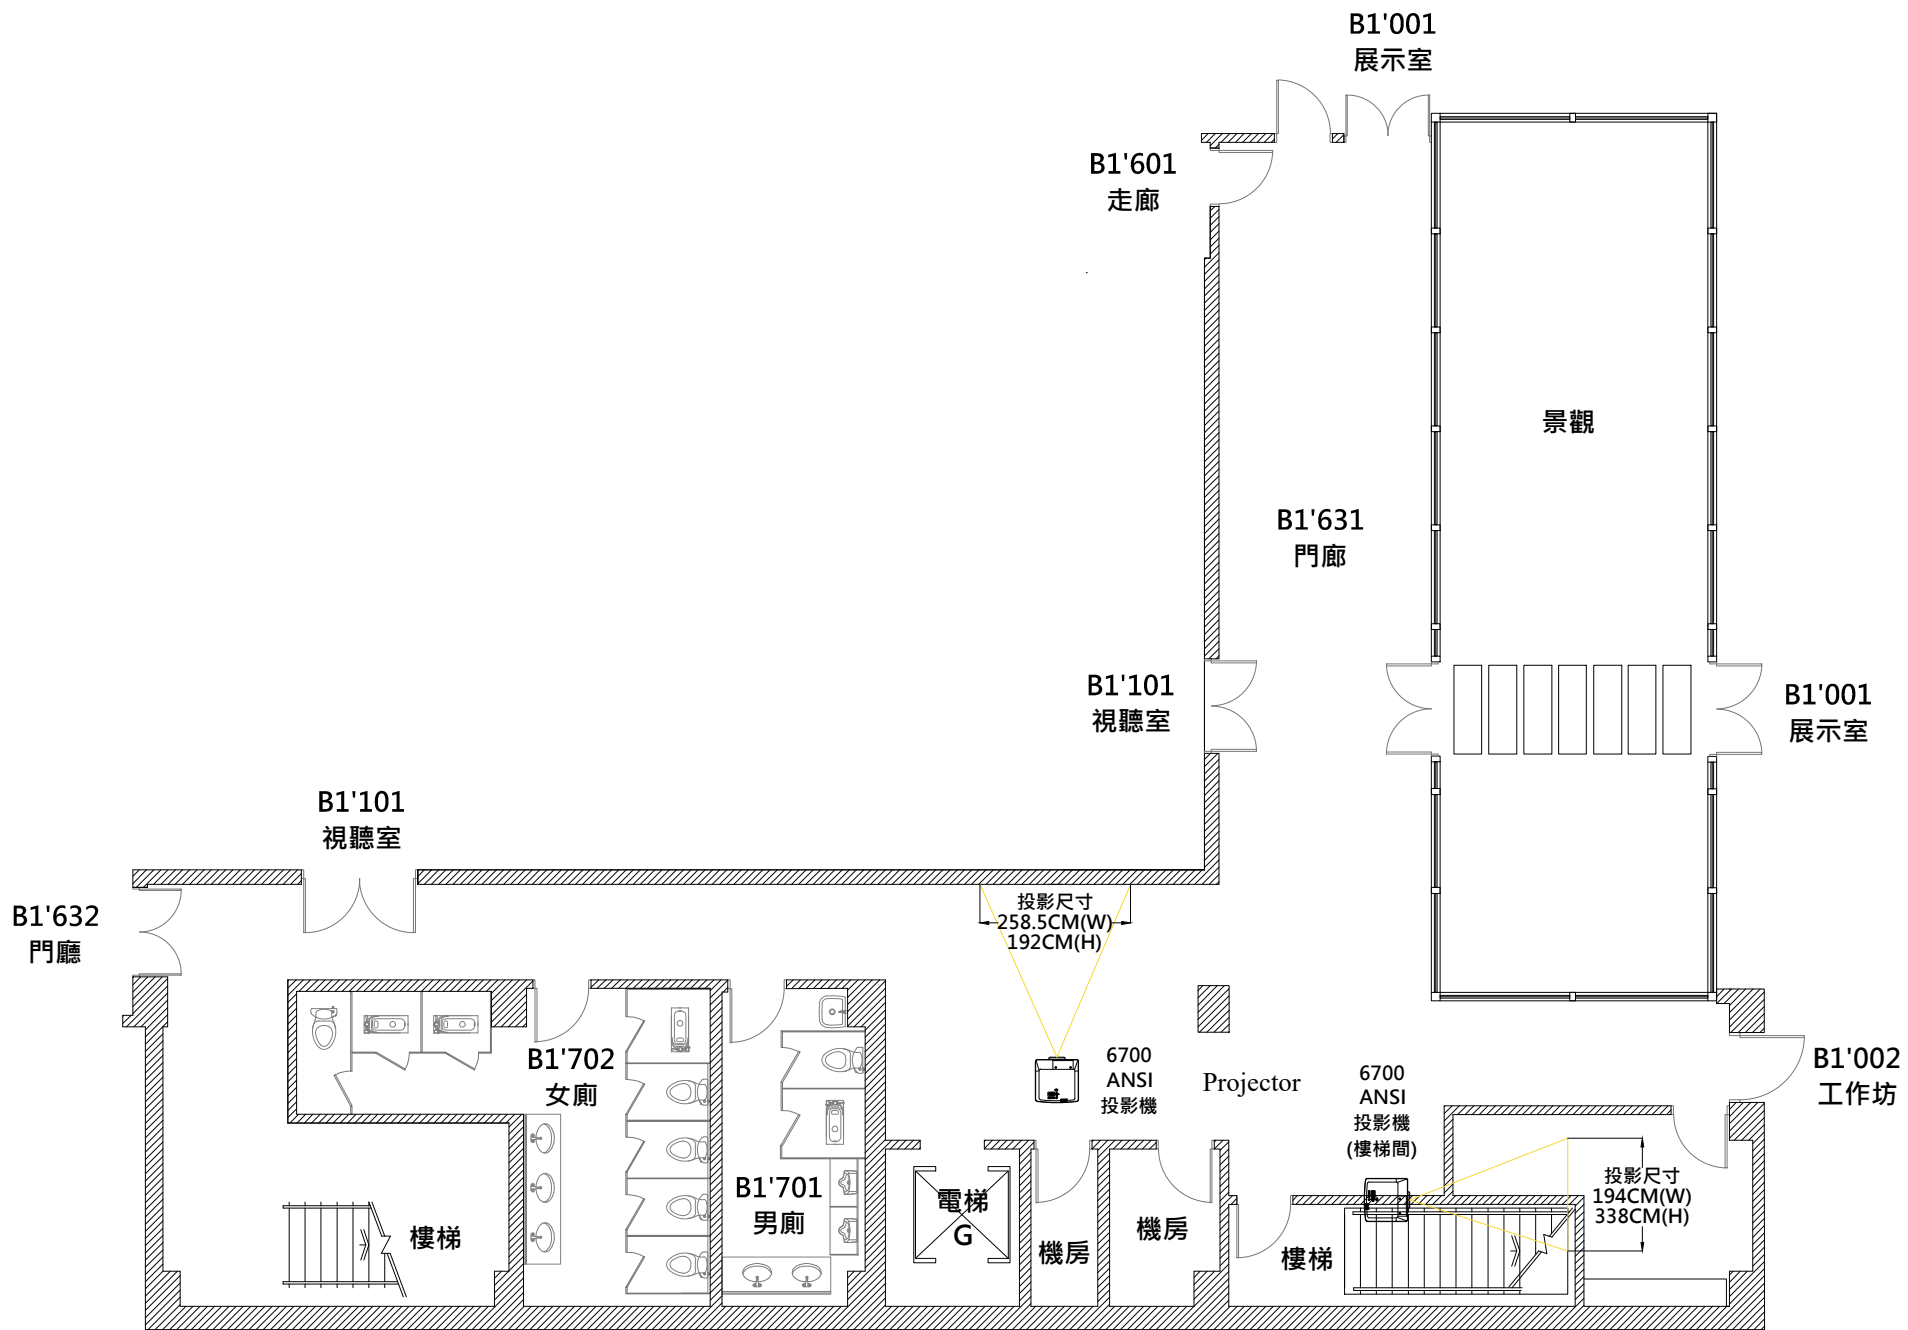 B1'001
展示室
B1'601
走廊
景觀
B1'631
門廊
B1'101
視聽室
B1'001
展示室
B1'101
視聽室
B1'632
門廳
投影尺寸
258.5CM(W)
192CM(H)
B1'702
女廁
6700
ANSI
投影機
Projector
6700
ANSI
投影機
(樓梯間)
B1'002
工作坊
B1'701
男廁
電梯
G
投影尺寸
194CM(W)
338CM(H)
樓梯
機房
機房
樓梯